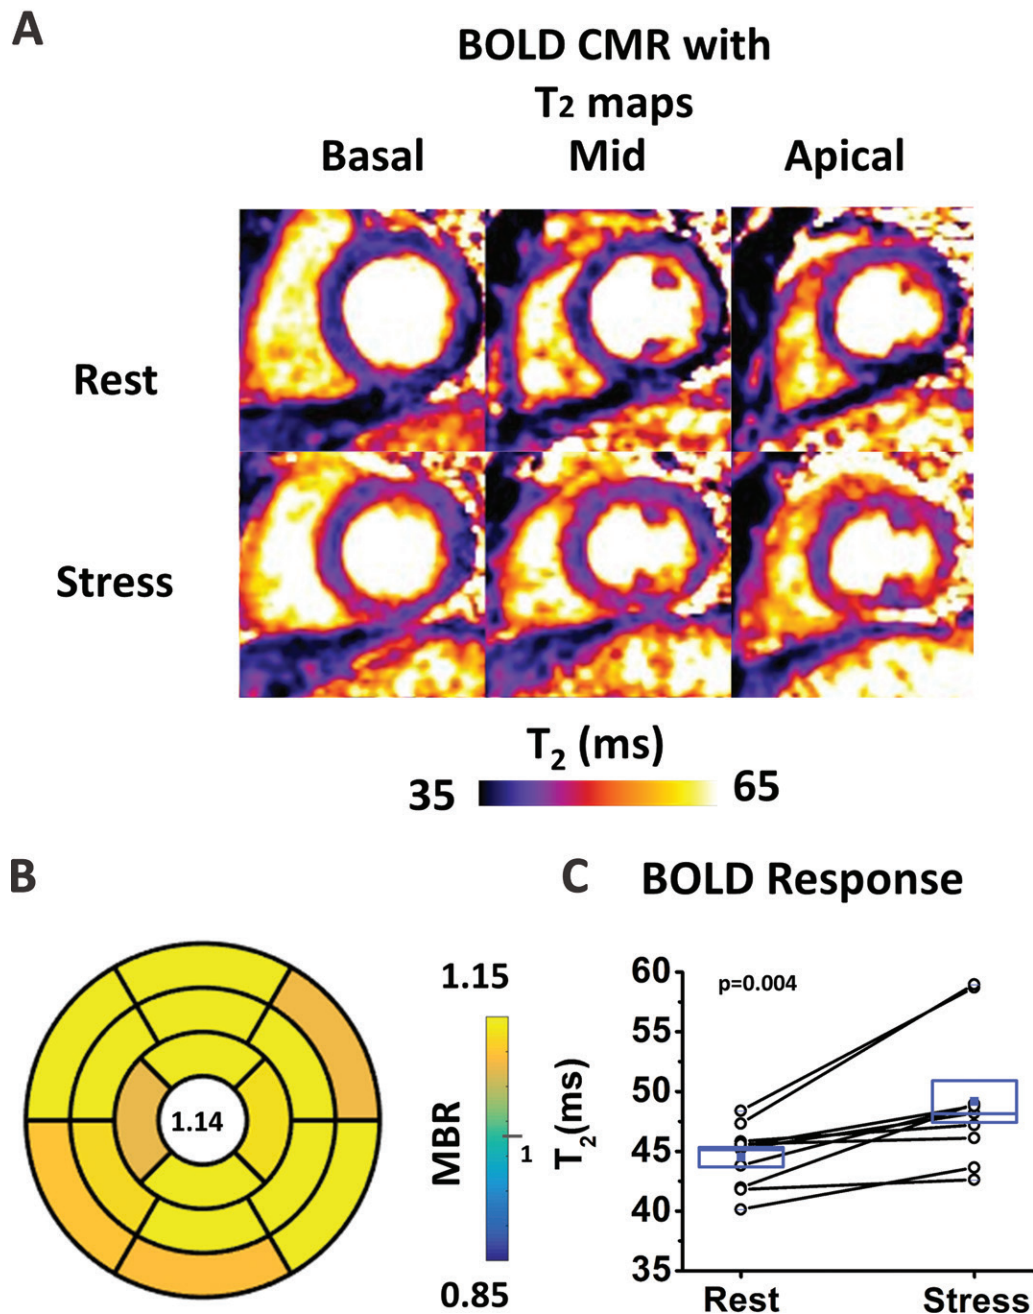 A
BOLD CMR with
T2 maps
Basal Mid Apical
Rest
Stress
T2 (ms)
35 65
B
1.14
1.15
MBR
1
0.85
C BOLD Response
p=0.004
T2(ms)
60
55
50
45
40
35
Rest Stress